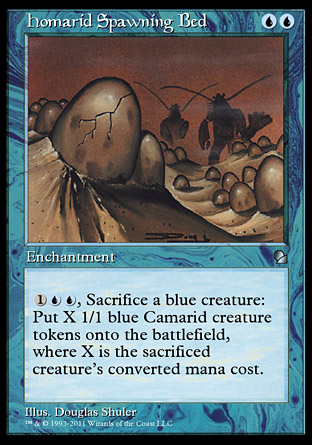 Homarid Spawning Bed
Enchantment
1, Sacrifice a blue creature:
Put X 1/1 blue Camarid creature
tokens onto the battlefield,
where X is the sacrificed
creature's converted mana cost.
Illus. Douglas Shuler
™ & © 1993-2011 Wizards of the Coast LLC